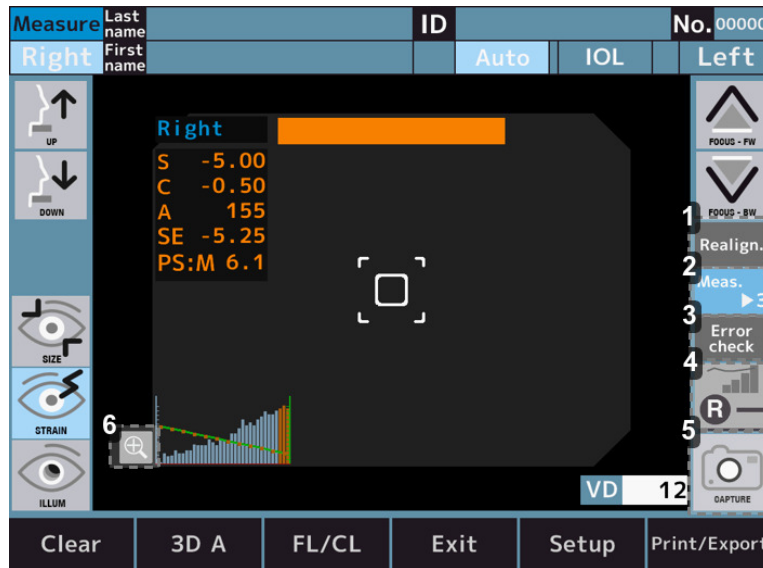 Measure Last name ID No. 00000
Right First name Auto IOL Left
UP
DOWN
SIZE
STRAIN
ILLUM
Right
S -5.00
C -0.50
A 155
SE -5.25
PS:M 6.1
FOCUS - FW
FOCUS - BW
1
Realign.
2
Meas.
▶3
3
Error
check
4
R
5
CAPTURE
6
VD 12
Clear 3D A FL/CL Exit Setup Print/Export